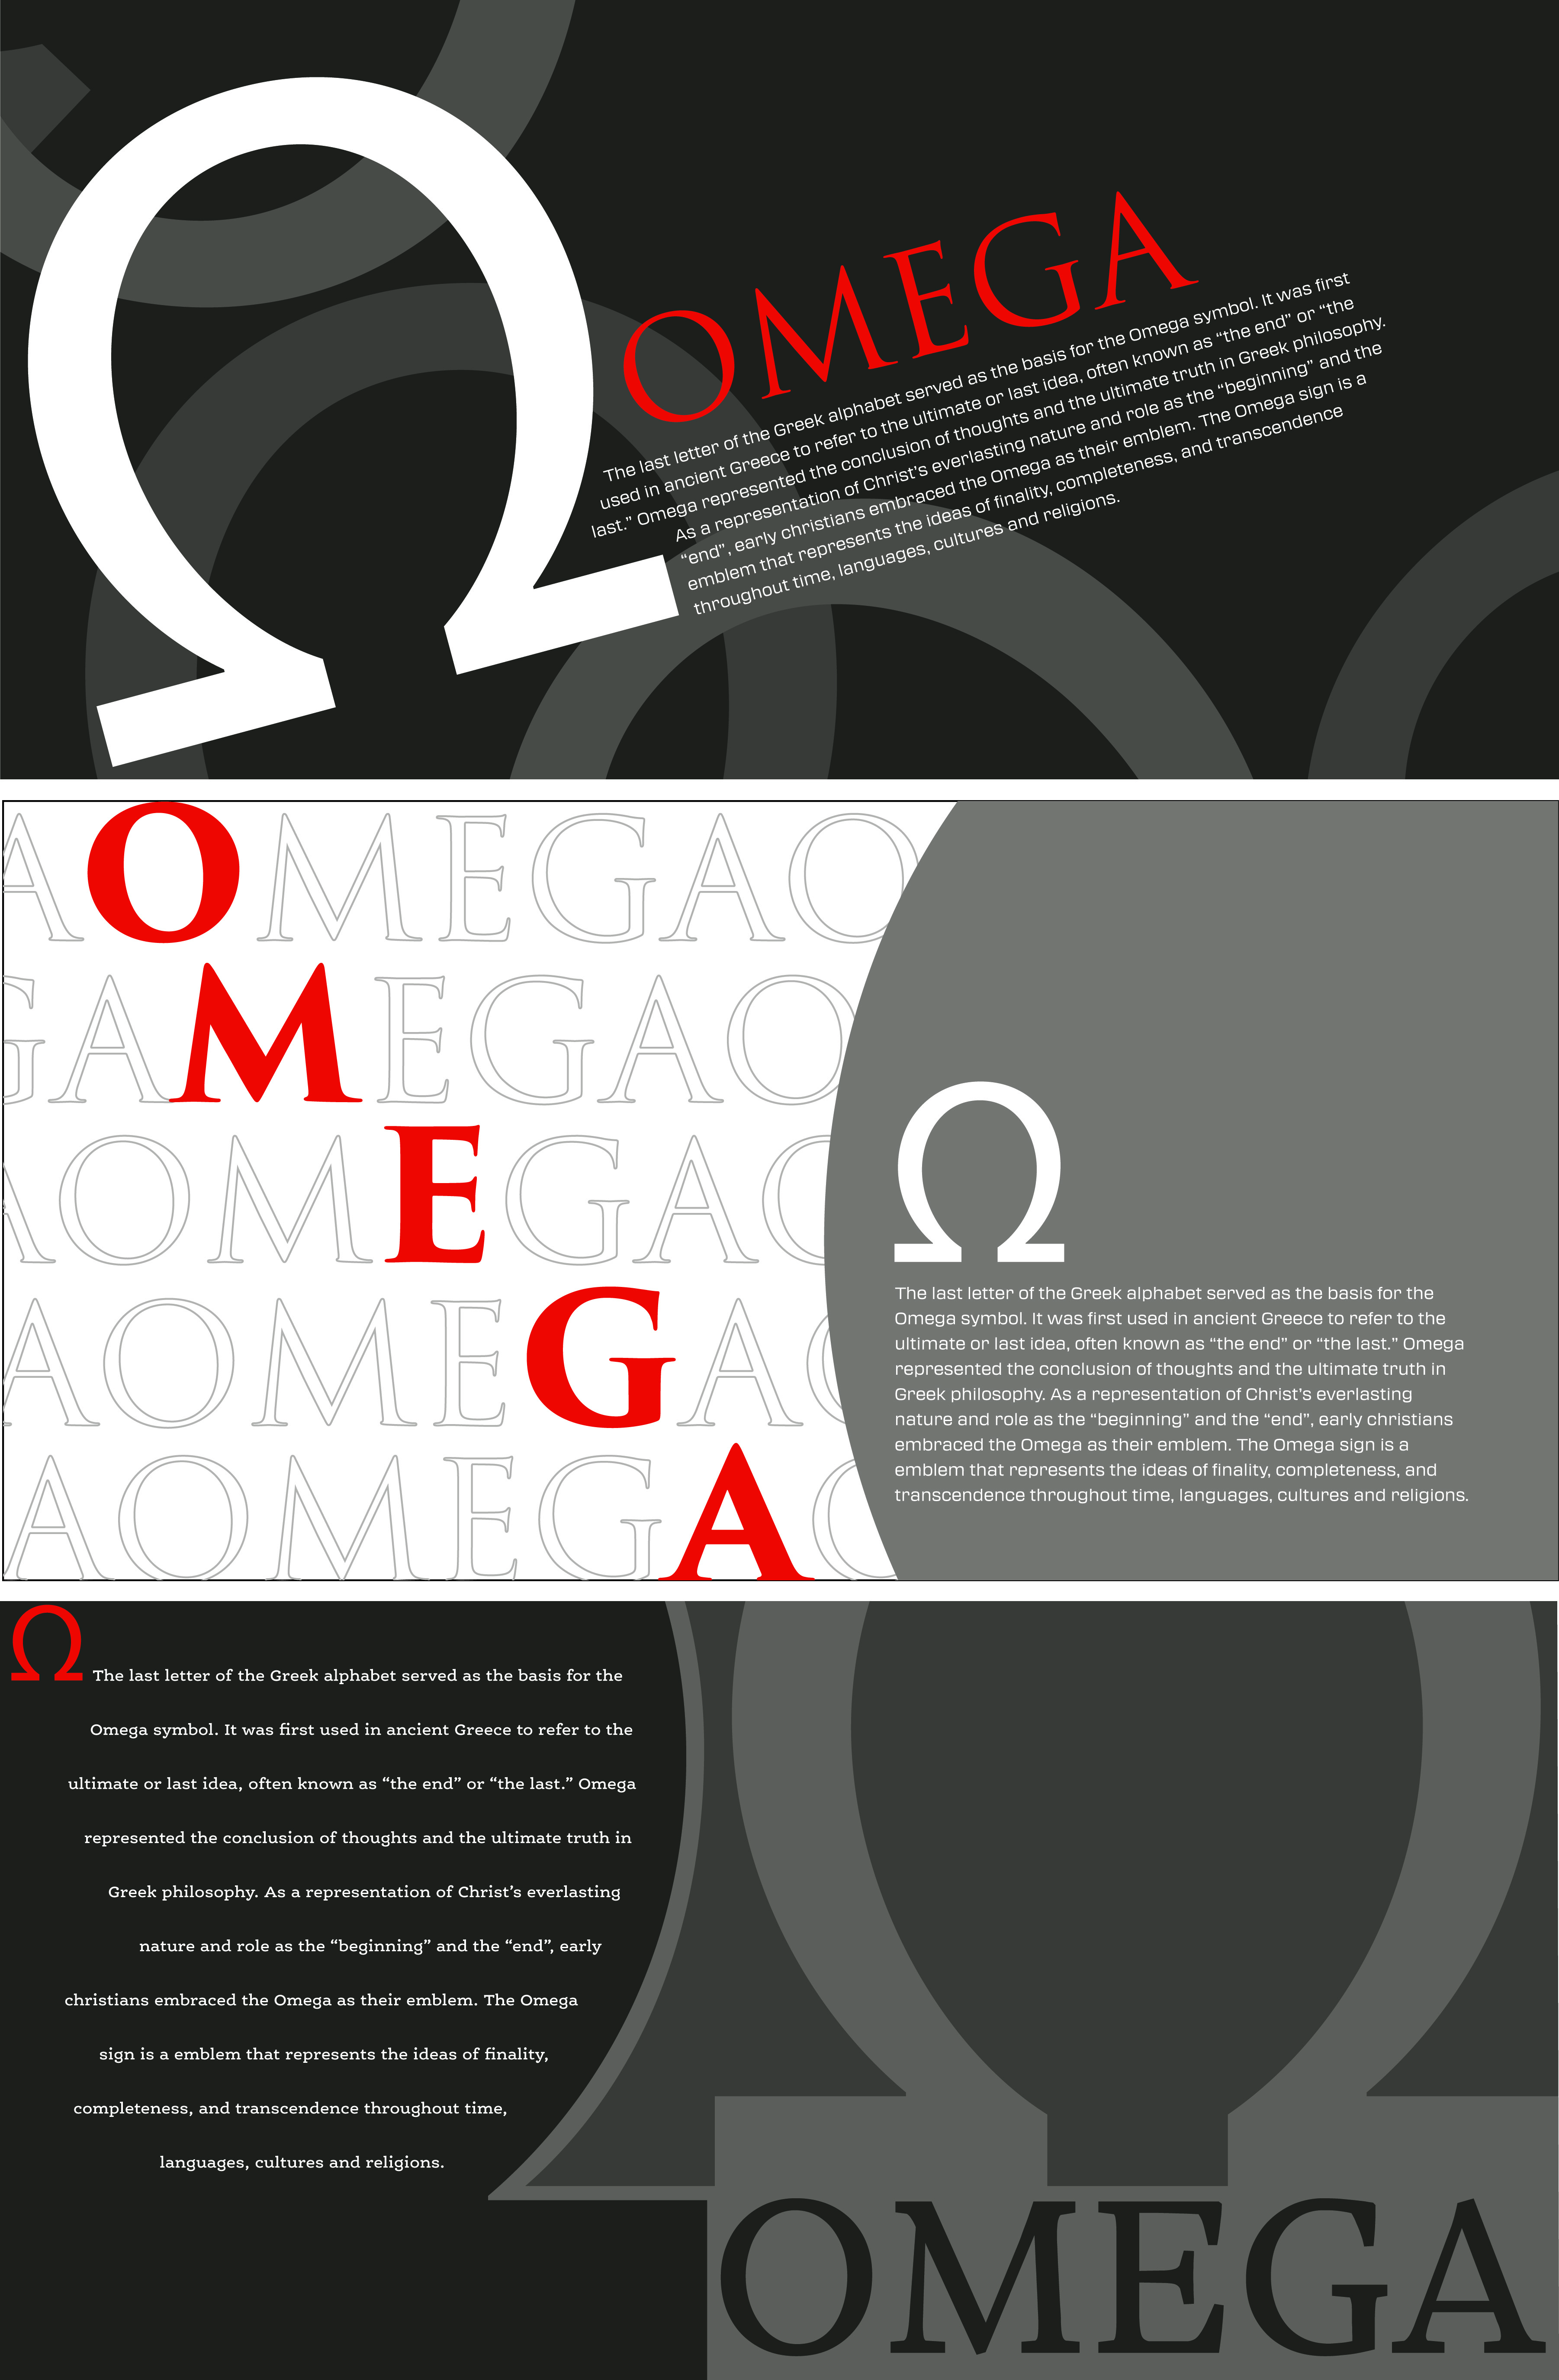 Ω
OMEGA
The last letter of the Greek alphabet served as the basis for the Omega symbol. It was first
used in ancient Greece to refer to the ultimate or last idea, often known as “the end” or “the
last.” Omega represented the conclusion of thoughts and the ultimate truth in Greek philosophy.
As a representation of Christ’s everlasting nature and role as the “beginning” and the
“end”, early christians embraced the Omega as their emblem. The Omega sign is a
emblem that represents the ideas of finality, completeness, and transcendence
throughout time, languages, cultures and religions.
AOMEGAO
GAMEGAO
AOMEGAO
AOMEGAO
AOMEGAO
Ω
The last letter of the Greek alphabet served as the basis for the
Omega symbol. It was first used in ancient Greece to refer to the
ultimate or last idea, often known as “the end” or “the last.” Omega
represented the conclusion of thoughts and the ultimate truth in
Greek philosophy. As a representation of Christ’s everlasting
nature and role as the “beginning” and the “end”, early christians
embraced the Omega as their emblem. The Omega sign is a
emblem that represents the ideas of finality, completeness, and
transcendence throughout time, languages, cultures and religions.
Ω The last letter of the Greek alphabet served as the basis for the
Omega symbol. It was first used in ancient Greece to refer to the
ultimate or last idea, often known as “the end” or “the last.” Omega
represented the conclusion of thoughts and the ultimate truth in
Greek philosophy. As a representation of Christ’s everlasting
nature and role as the “beginning” and the “end”, early
christians embraced the Omega as their emblem. The Omega
sign is a emblem that represents the ideas of finality,
completeness, and transcendence throughout time,
languages, cultures and religions.
Ω
OMEGA